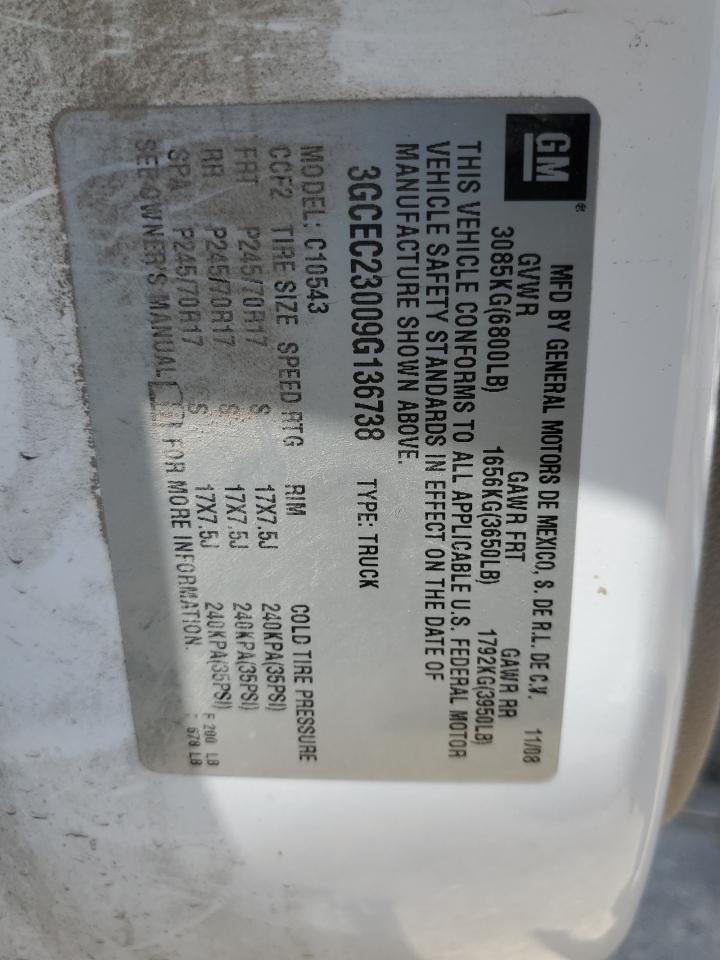 GM®
MFD BY GENERAL MOTORS DE MEXICO, S. DE R.L. DE C.V. 11/08
GVWR GAWR FRT GAWR RR
3085KG(6800LB) 1656KG(3650LB) 1792KG(3950LB)
THIS VEHICLE CONFORMS TO ALL APPLICABLE U.S. FEDERAL MOTOR
VEHICLE SAFETY STANDARDS IN EFFECT ON THE DATE OF
MANUFACTURE SHOWN ABOVE.
3GCEC23009G136738 TYPE: TRUCK
MODEL: C10543
CCF2 TIRE SIZE SPEED RTG RIM COLD TIRE PRESSURE
FRT P245/70R17 S 17X7.5J 240KPA(35PSI)
RR P245/70R17 S 17X7.5J 240KPA(35PSI)
SPA P245/70R17 S 17X7.5J 240KPA(35PSI)
SEE OWNER'S MANUAL FOR MORE INFORMATION.
F 200 LB
678 LB